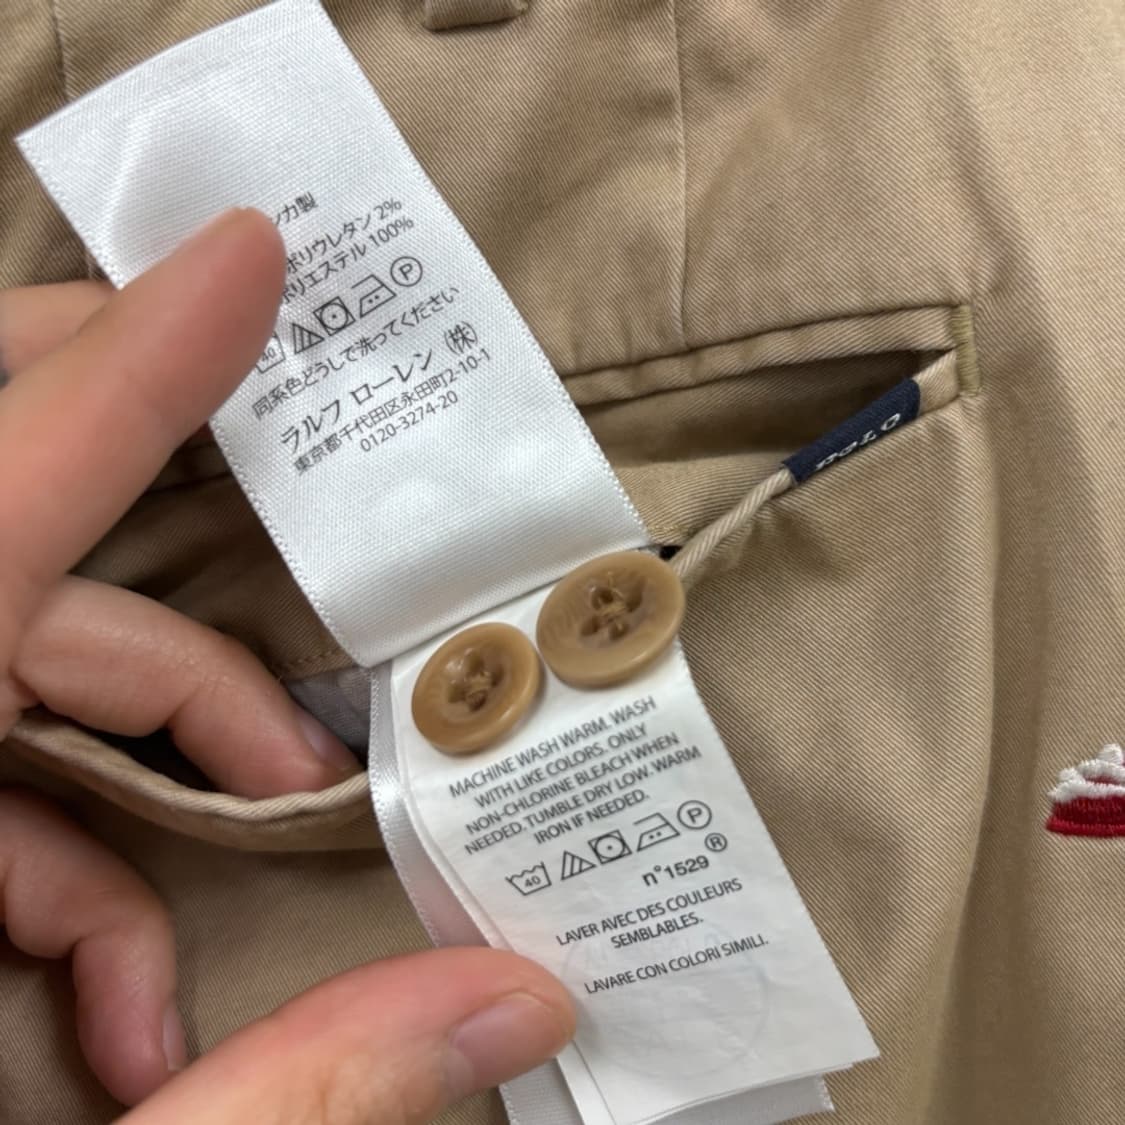 ンカ製
ポリウレタン 2%
ポリエステル 100%
40
P
同系色どうしで洗ってください
ラルフ ローレン (株)
東京都千代田区永田町2-10-1
0120-3274-20
POLO
MACHINE WASH WARM. WASH
WITH LIKE COLORS. ONLY
NON-CHLORINE BLEACH WHEN
NEEDED. TUMBLE DRY LOW. WARM
IRON IF NEEDED.
40
P
n°1529 ®
LAVER AVEC DES COULEURS
SEMBLABLES.
LAVARE CON COLORI SIMILI.